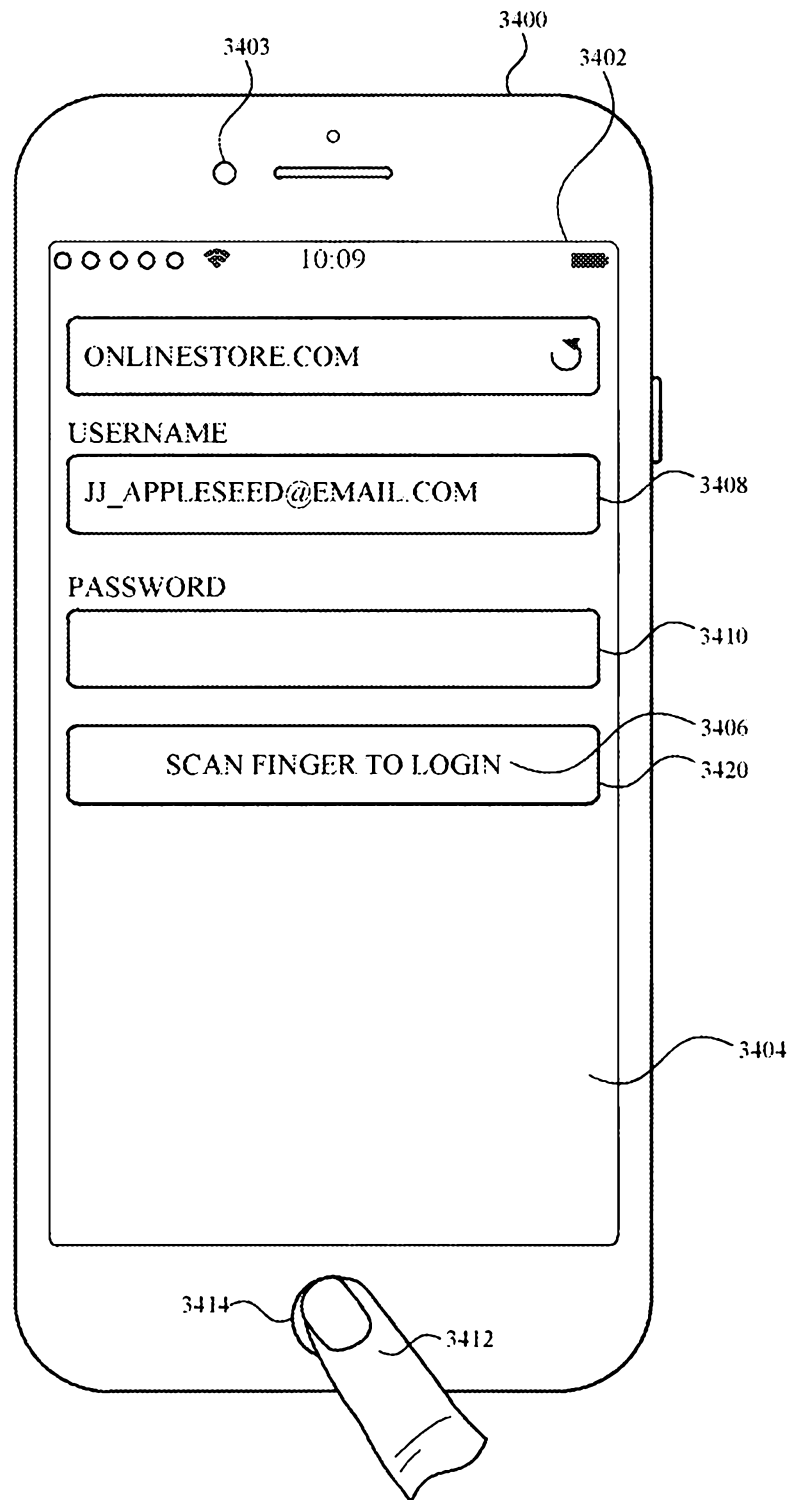 3400
3403
3402
10:09
ONLINESTORE.COM
USERNAME
JJ_APPLESEED@EMAIL.COM
3408
PASSWORD
3410
3406
SCAN FINGER TO LOGIN
3420
3404
3414
3412